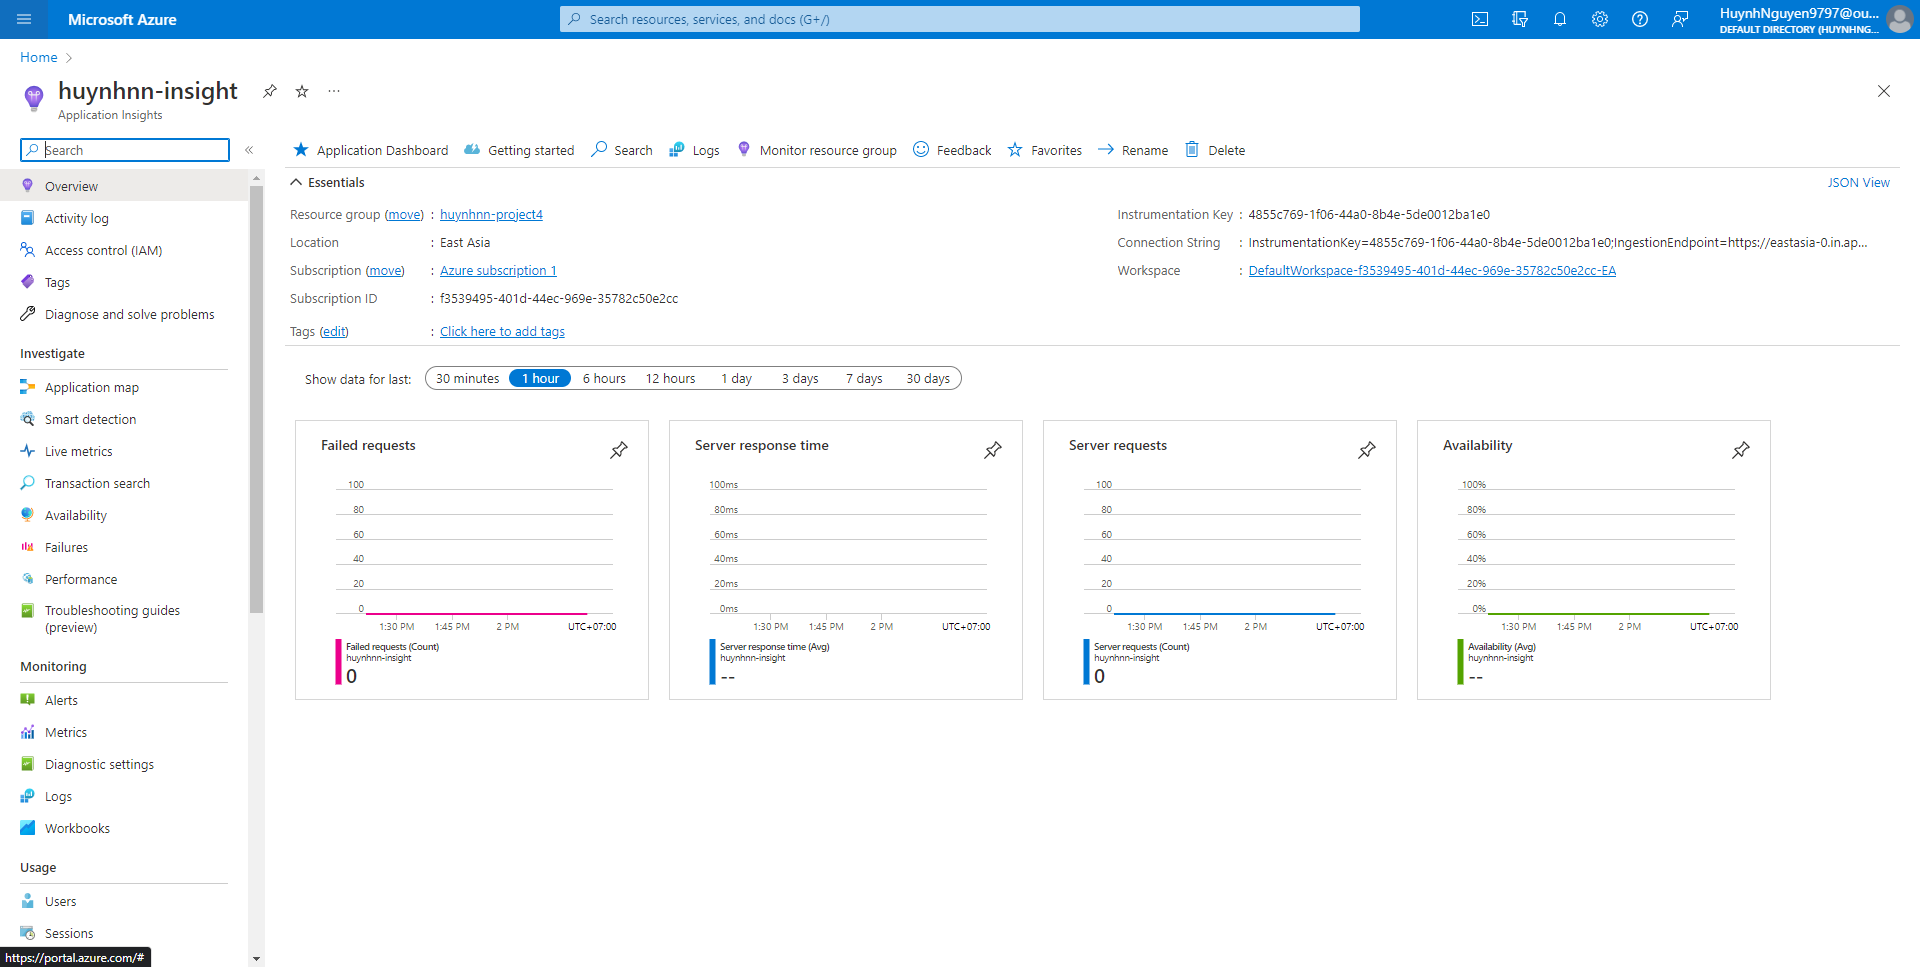 Microsoft Azure
Search resources, services, and docs (G+/)
HuynhNguyen9797@ou...
DEFAULT DIRECTORY (HUYNHNG...
Home
huynhnn-insight
Application Insights
Search
Overview
Activity log
Access control (IAM)
Tags
Diagnose and solve problems
Investigate
Application map
Smart detection
Live metrics
Transaction search
Availability
Failures
Performance
Troubleshooting guides
(preview)
Monitoring
Alerts
Metrics
Diagnostic settings
Logs
Workbooks
Usage
Users
Sessions
https://portal.azure.com/#
Application Dashboard Getting started Search Logs Monitor resource group Feedback Favorites Rename Delete
Essentials
JSON View
Resource group (move) : huynhnn-project4
Location : East Asia
Subscription (move) : Azure subscription 1
Subscription ID : f3539495-401d-44ec-969e-35782c50e2cc
Tags (edit) : Click here to add tags
Instrumentation Key : 4855c769-1f06-44a0-8b4e-5de0012ba1e0
Connection String : InstrumentationKey=4855c769-1f06-44a0-8b4e-5de0012ba1e0;IngestionEndpoint=https://eastasia-0.in.ap...
Workspace : DefaultWorkspace-f3539495-401d-44ec-969e-35782c50e2cc-EA
Show data for last: 30 minutes 1 hour 6 hours 12 hours 1 day 3 days 7 days 30 days
Failed requests
100
80
60
40
20
0
1:30 PM 1:45 PM 2 PM UTC+07:00
Failed requests (Count)
huynhnn-insight
0
Server response time
100ms
80ms
60ms
40ms
20ms
0ms
1:30 PM 1:45 PM 2 PM UTC+07:00
Server response time (Avg)
huynhnn-insight
--
Server requests
100
80
60
40
20
0
1:30 PM 1:45 PM 2 PM UTC+07:00
Server requests (Count)
huynhnn-insight
0
Availability
100%
80%
60%
40%
20%
0%
1:30 PM 1:45 PM 2 PM UTC+07:00
Availability (Avg)
huynhnn-insight
--